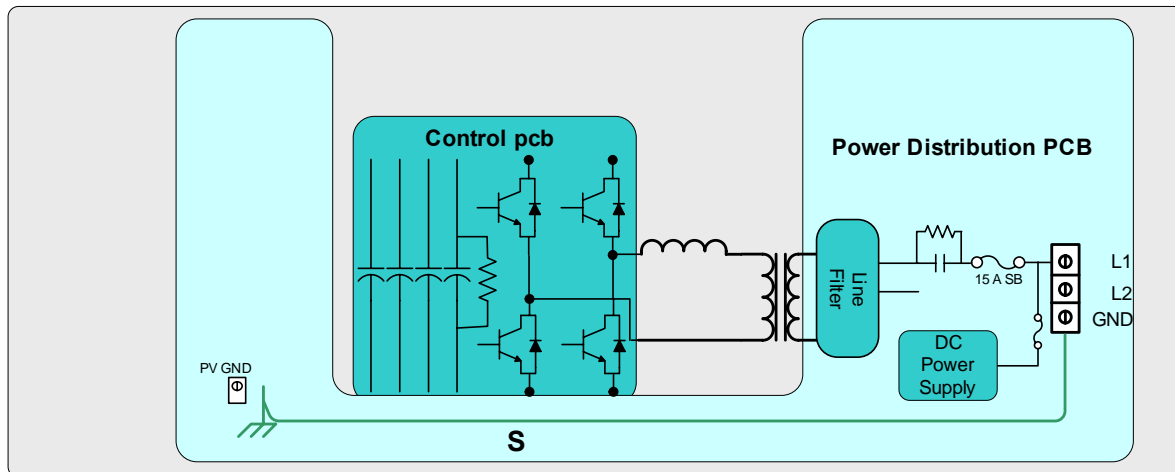 Control pcb
Power Distribution PCB
Line
Filter
15 A SB
L1
L2
GND
DC
Power
Supply
PV GND
S